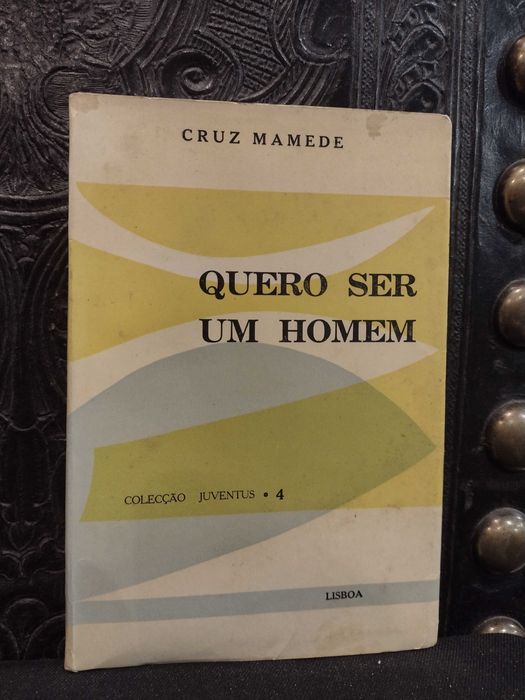 CRUZ MAMEDE
QUERO SER
UM HOMEM
COLECÇÃO JUVENTUS • 4
LISBOA